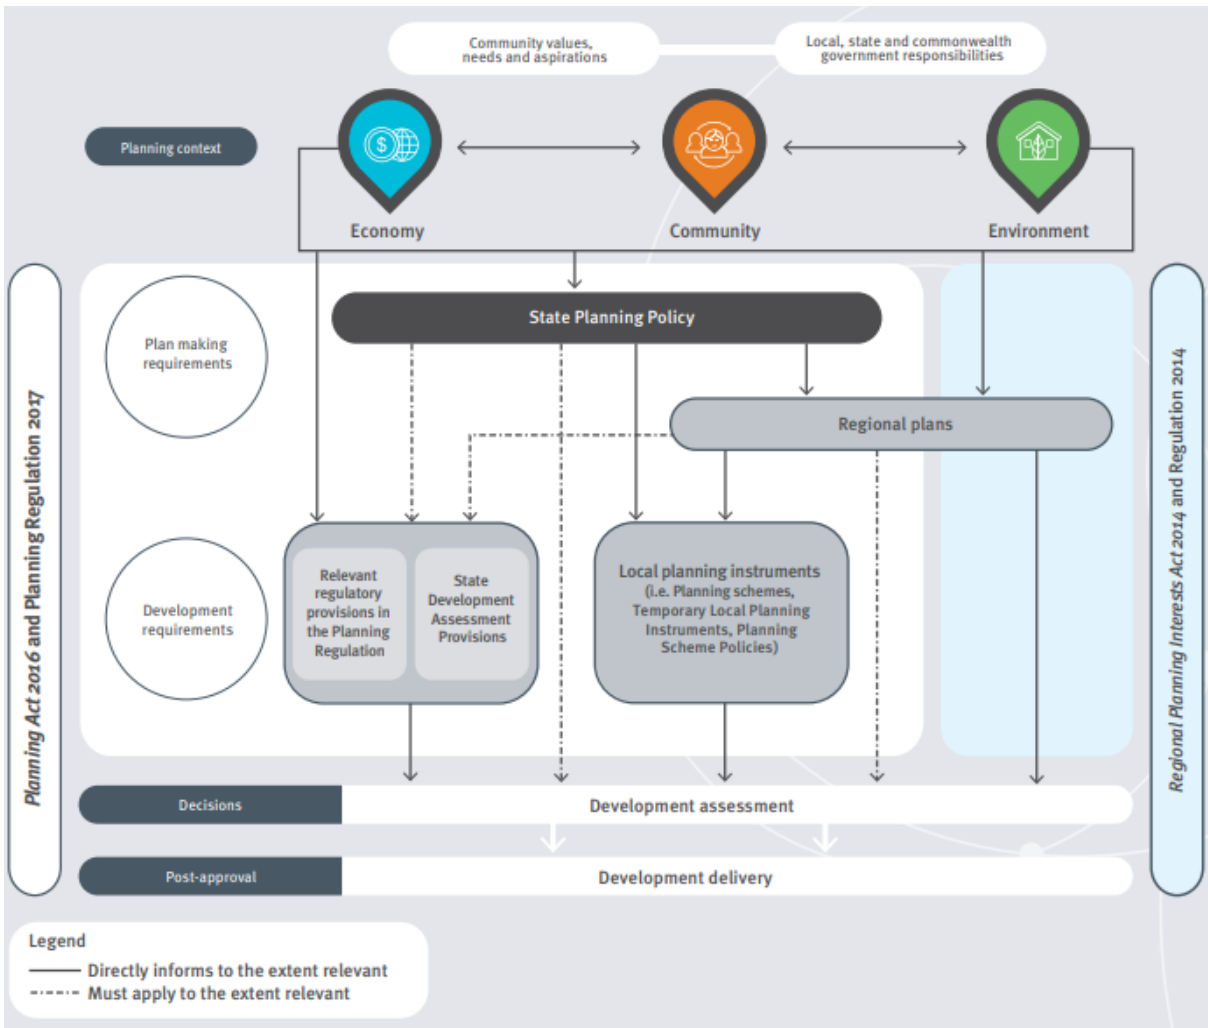 Community values,
needs and aspirations
Local, state and commonwealth
government responsibilities
Planning context
$
Economy
Community
Environment
Planning Act 2016 and Planning Regulation 2017
Regional Planning Interests Act 2014 and Regulation 2014
Plan making
requirements
State Planning Policy
Regional plans
Development
requirements
Relevant
regulatory
provisions in
the Planning
Regulation
State
Development
Assessment
Provisions
Local planning instruments
(i.e. Planning schemes,
Temporary Local Planning
Instruments, Planning
Scheme Policies)
Decisions
Development assessment
Post-approval
Development delivery
Legend
Directly informs to the extent relevant
Must apply to the extent relevant